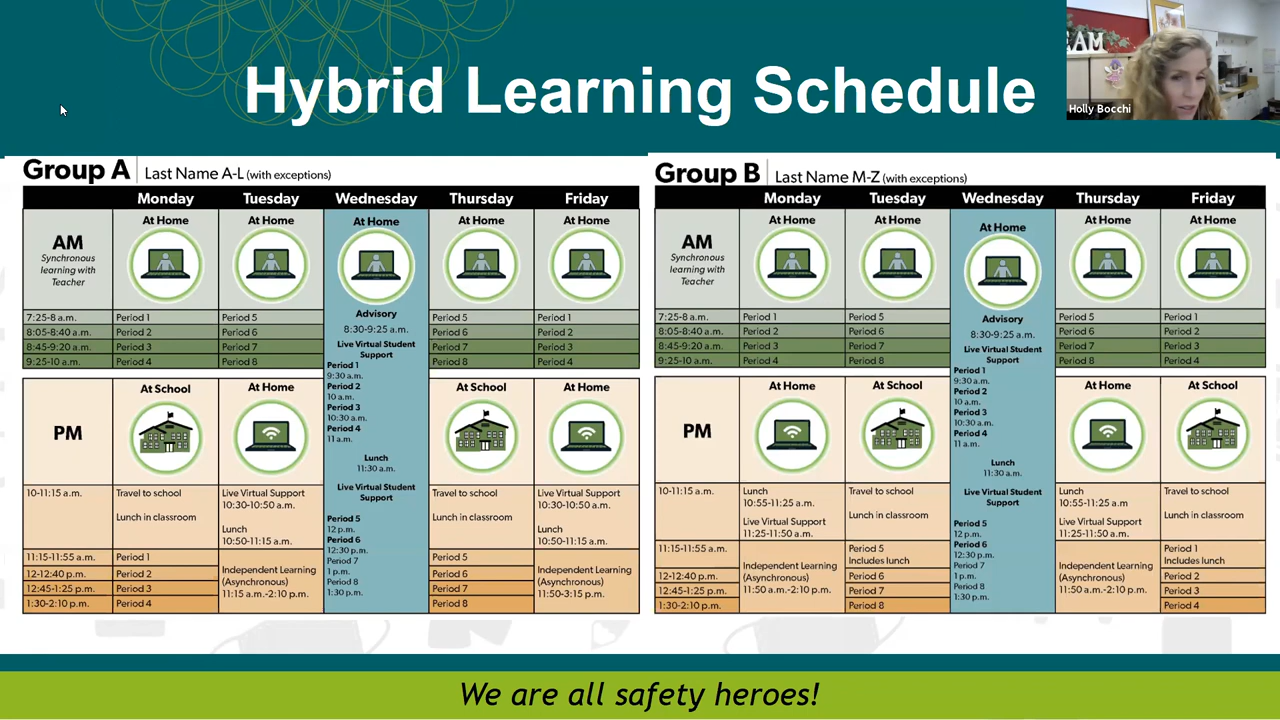 Hybrid Learning Schedule
EAM
Holly Bocchi
Group A Last Name A-L (with exceptions)
Monday Tuesday Wednesday Thursday Friday
AM
Synchronous
learning with
Teacher
At Home At Home At Home At Home At Home
7:25-8 a.m. Period 1 Period 5 Period 5 Period 1
8:05-8:40 a.m. Period 2 Period 6 Period 6 Period 2
8:45-9:20 a.m. Period 3 Period 7 Period 7 Period 3
9:25-10 a.m. Period 4 Period 8 Period 8 Period 4
Advisory
8:30-9:25 a.m.
Live Virtual Student
Support
Period 1
9:30 a.m.
Period 2
10 a.m.
Period 3
10:30 a.m.
Period 4
11 a.m.
Lunch
11:30 a.m.
Live Virtual Student
Support
Period 5
12 p.m.
Period 6
12:30 p.m.
Period 7
1 p.m.
Period 8
1:30 p.m.
PM
At School At Home At School At Home
10-11:15 a.m.
Travel to school
Lunch in classroom
Live Virtual Support
10:30-10:50 a.m.
Lunch
10:50-11:15 a.m.
Travel to school
Lunch in classroom
Live Virtual Support
10:30-10:50 a.m.
Lunch
10:50-11:15 a.m.
11:15-11:55 a.m. Period 1 Period 5
12-12:40 p.m. Period 2 Period 6
12:45-1:25 p.m. Period 3 Period 7
1:30-2:10 p.m. Period 4 Period 8
Independent Learning
(Asynchronous)
11:15 a.m.-2:10 p.m.
Independent Learning
(Asynchronous)
11:50-3:15 p.m.
Group B Last Name M-Z (with exceptions)
Monday Tuesday Wednesday Thursday Friday
AM
Synchronous
learning with
Teacher
At Home At Home At Home At Home At Home
7:25-8 a.m. Period 1 Period 5 Period 5 Period 1
8:05-8:40 a.m. Period 2 Period 6 Period 6 Period 2
8:45-9:20 a.m. Period 3 Period 7 Period 7 Period 3
9:25-10 a.m. Period 4 Period 8 Period 8 Period 4
Advisory
8:30-9:25 a.m.
Live Virtual Student
Support
Period 1
9:30 a.m.
Period 2
10 a.m.
Period 3
10:30 a.m.
Period 4
11 a.m.
Lunch
11:30 a.m.
Live Virtual Student
Support
Period 5
12 p.m.
Period 6
12:30 p.m.
Period 7
1 p.m.
Period 8
1:30 p.m.
PM
At Home At School At Home At School
10-11:15 a.m.
Lunch
10:55-11:25 a.m.
Live Virtual Support
11:25-11:50 a.m.
Travel to school
Lunch in classroom
Lunch
10:55-11:25 a.m.
Live Virtual Support
11:25-11:50 a.m.
Travel to school
Lunch in classroom
11:15-11:55 a.m. Period 5 Period 1
Includes lunch Includes lunch
12-12:40 p.m. Period 6 Period 2
12:45-1:25 p.m. Period 7 Period 3
1:30-2:10 p.m. Period 8 Period 4
Independent Learning
(Asynchronous)
11:50 a.m.-2:10 p.m.
Independent Learning
(Asynchronous)
11:50 a.m.-2:10 p.m.
We are all safety heroes!